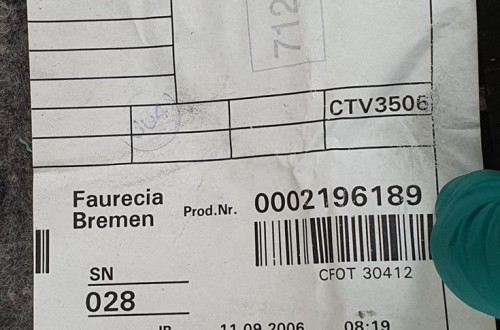 712
CTV3506
Faurecia
Bremen
Prod.Nr. 0002196189
CFOT 30412
SN
028
11.09.2006 08:19